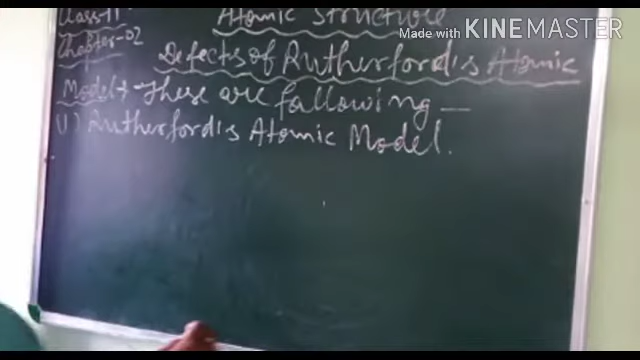 Class-11
Atomic Structure
Made with KINEMASTER
Chapter-02
Defects of Rutherford's Atomic
Model → These are following —
(1) Rutherford's Atomic Model.